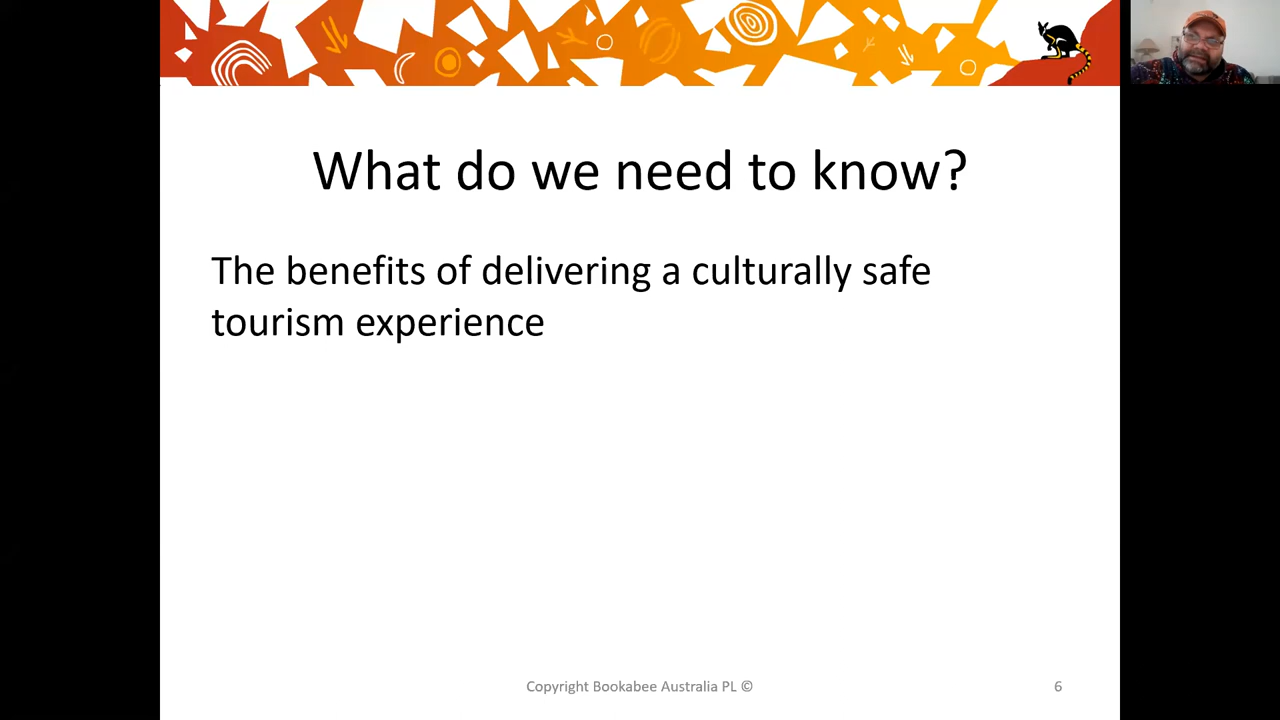 What do we need to know?
The benefits of delivering a culturally safe
tourism experience
Copyright Bookabee Australia PL ©
6